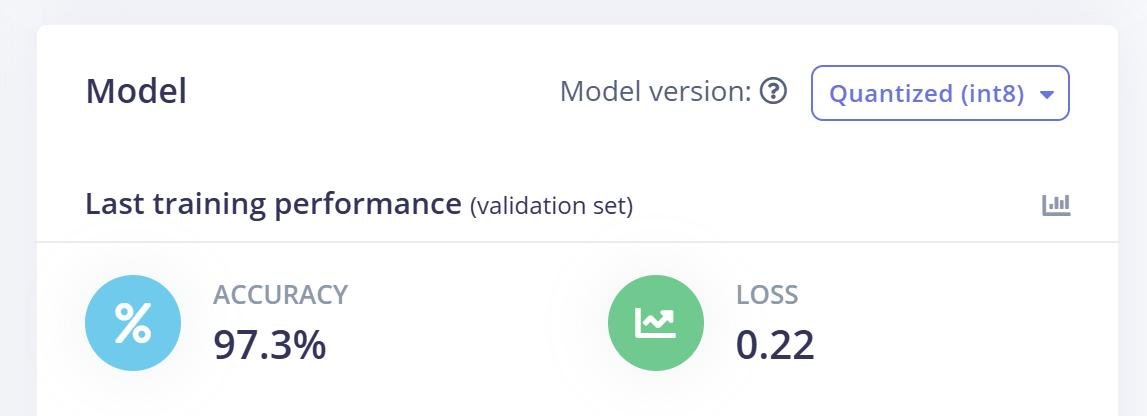 Model
Model version: Quantized (int8)
Last training performance (validation set)
ACCURACY
97.3%
LOSS
0.22